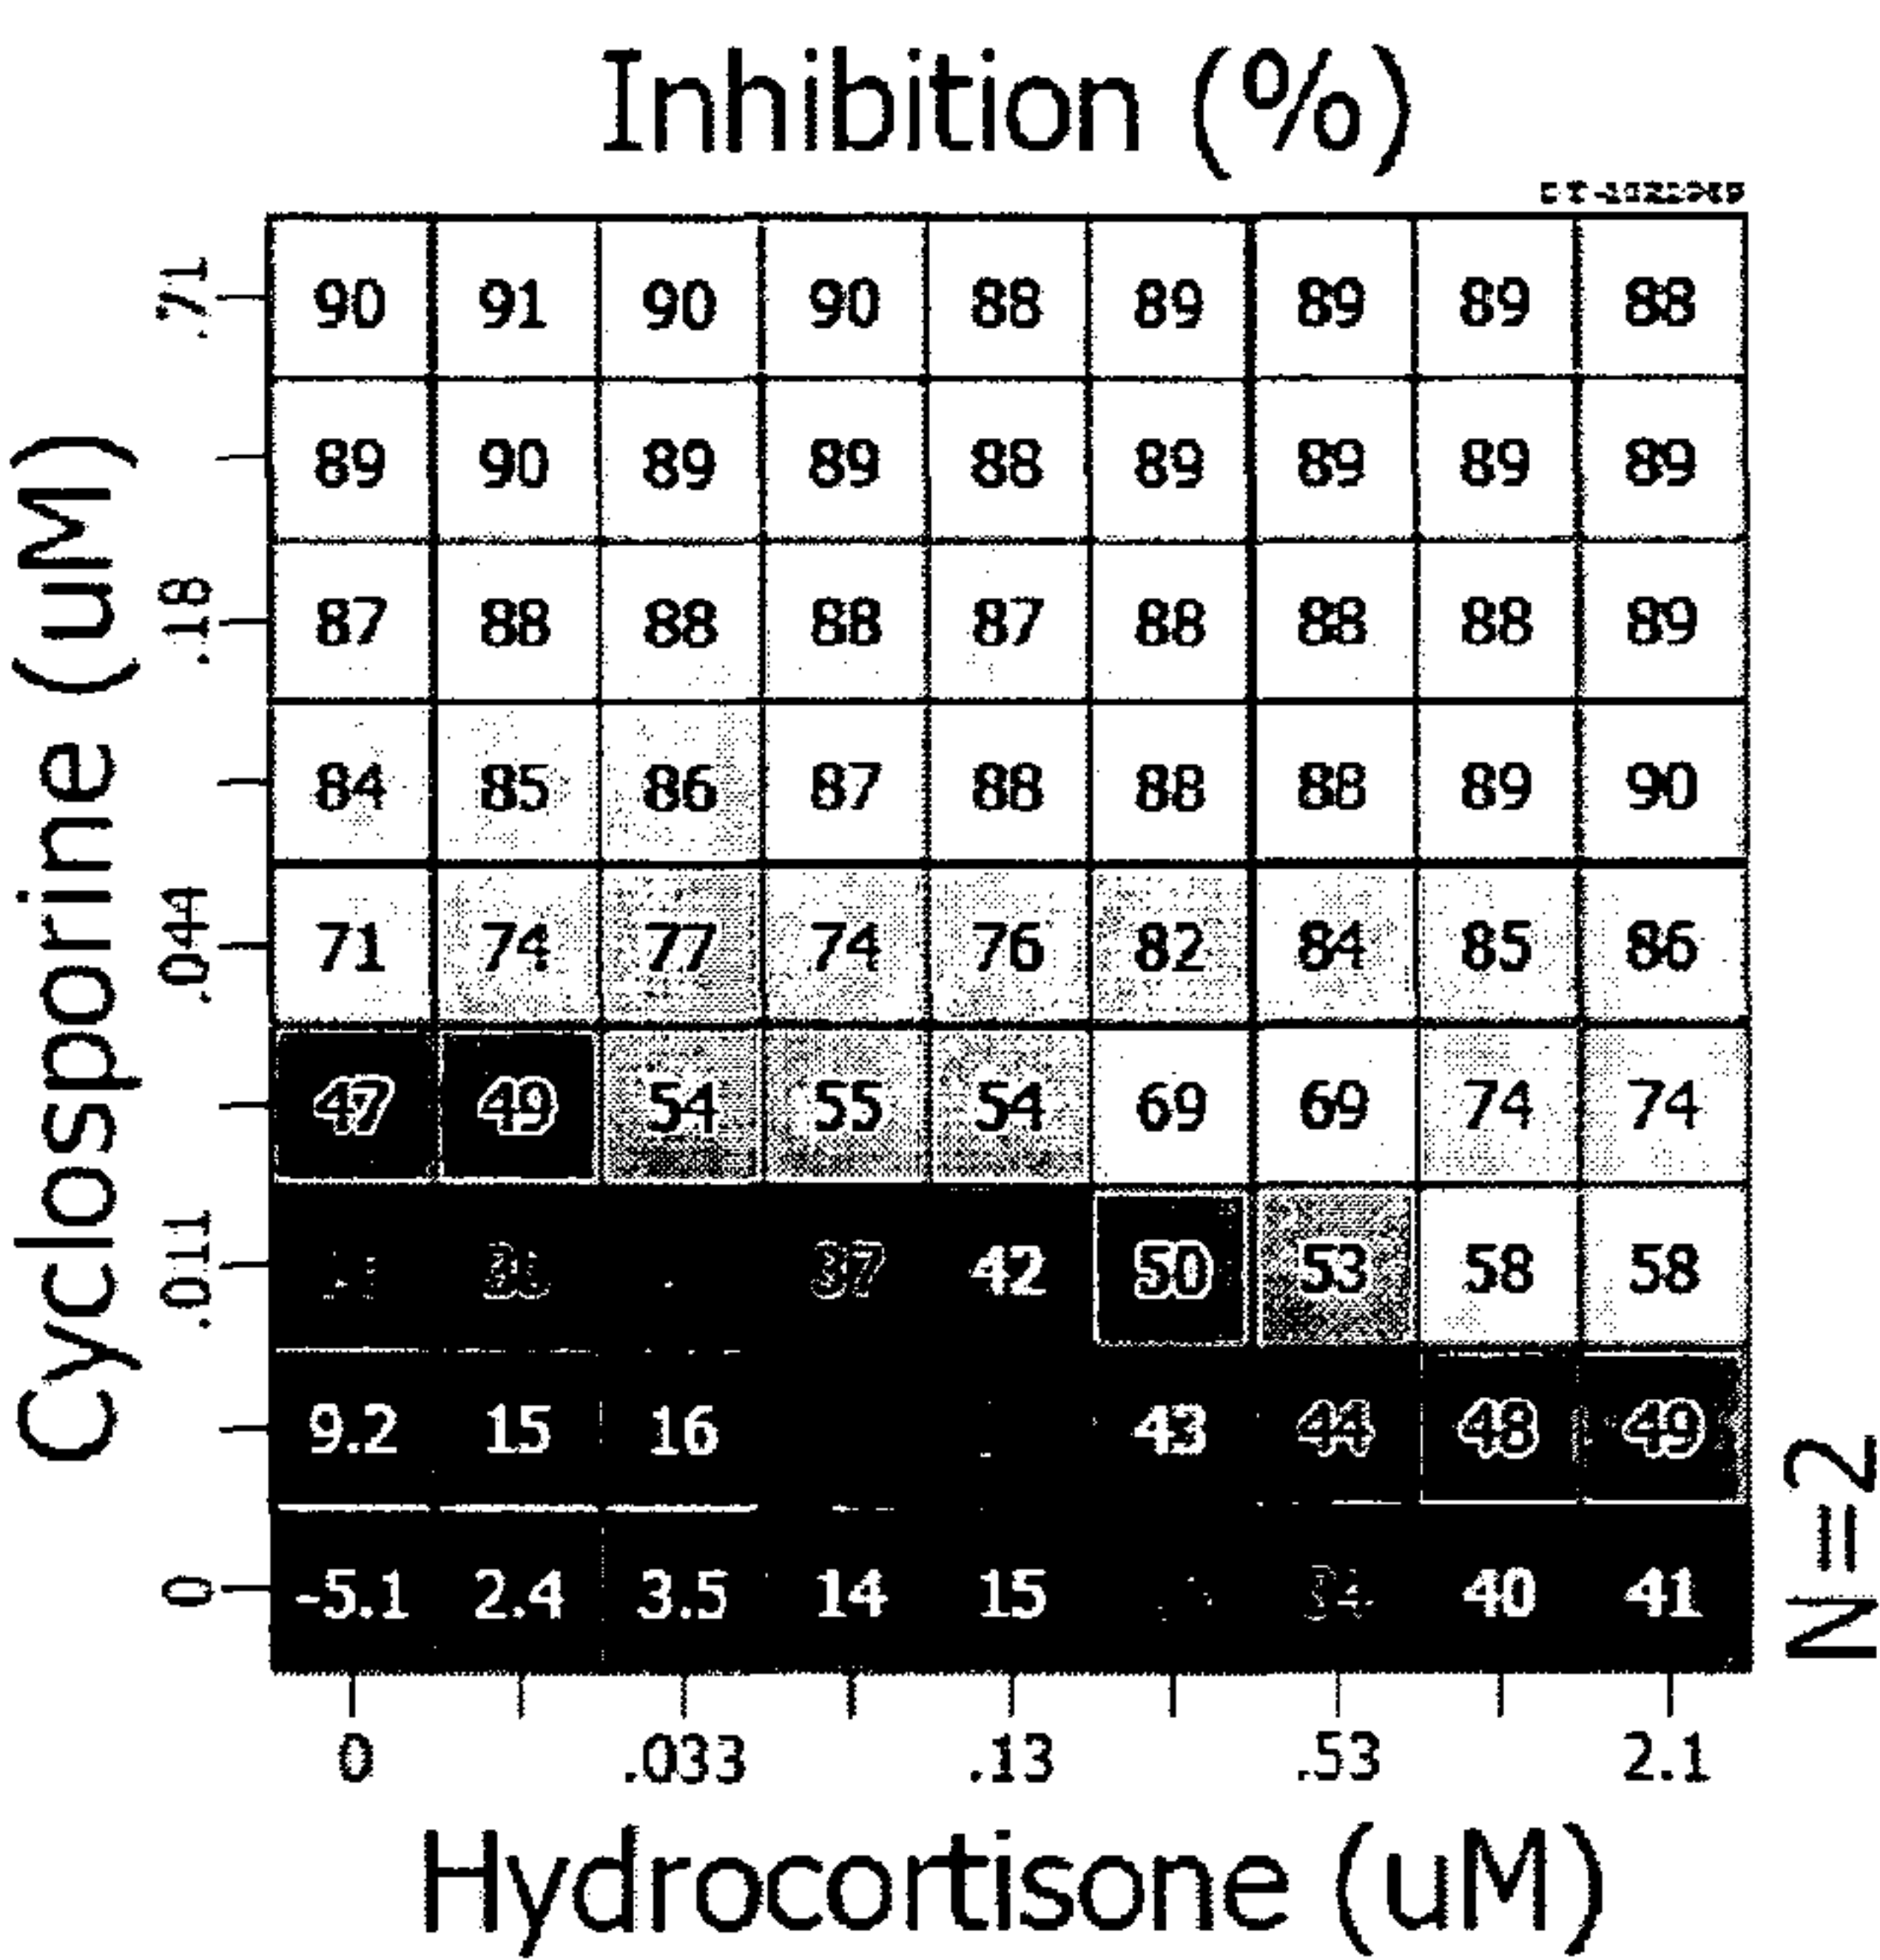 Inhibition (%)
Cyclosporine (uM)
.71 90 91 90 90 88 89 89 89 88
89 90 89 89 88 89 89 89 89
.18 87 88 88 88 87 88 88 88 89
84 85 86 87 88 88 88 89 90
.044 71 74 77 74 76 82 84 85 86
47 49 54 55 54 69 69 74 74
.011 37 42 50 53 58 58
9.2 15 16 43 44 48 49
0 -5.1 2.4 3.5 14 15 34 40 41
0 .033 .13 .53 2.1
Hydrocortisone (uM)
N=2